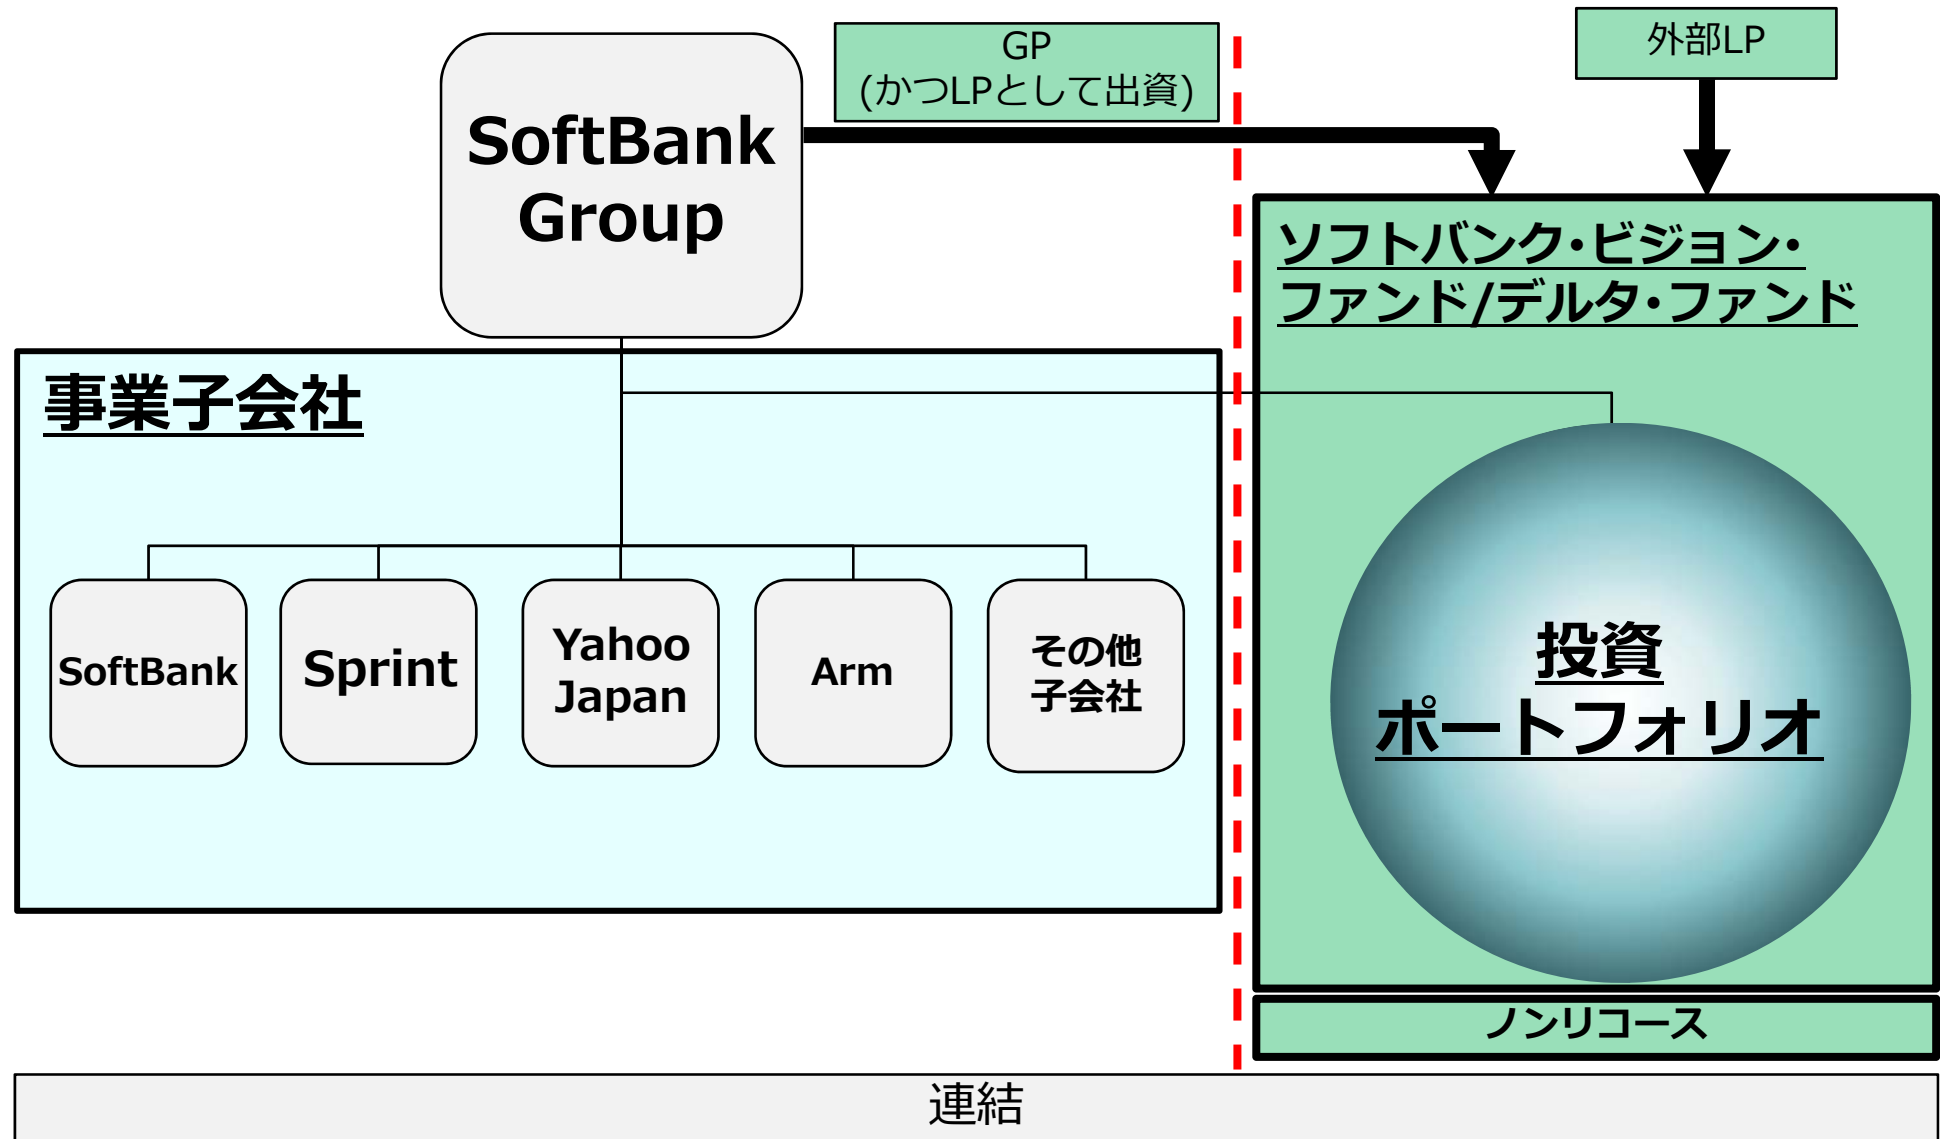 SoftBank
Group
GP
(かつLPとして出資)
外部LP
ソフトバンク・ビジョン・
ファンド/デルタ・ファンド
事業子会社
SoftBank
Sprint
Yahoo
Japan
Arm
その他
子会社
投資
ポートフォリオ
ノンリコース
連結